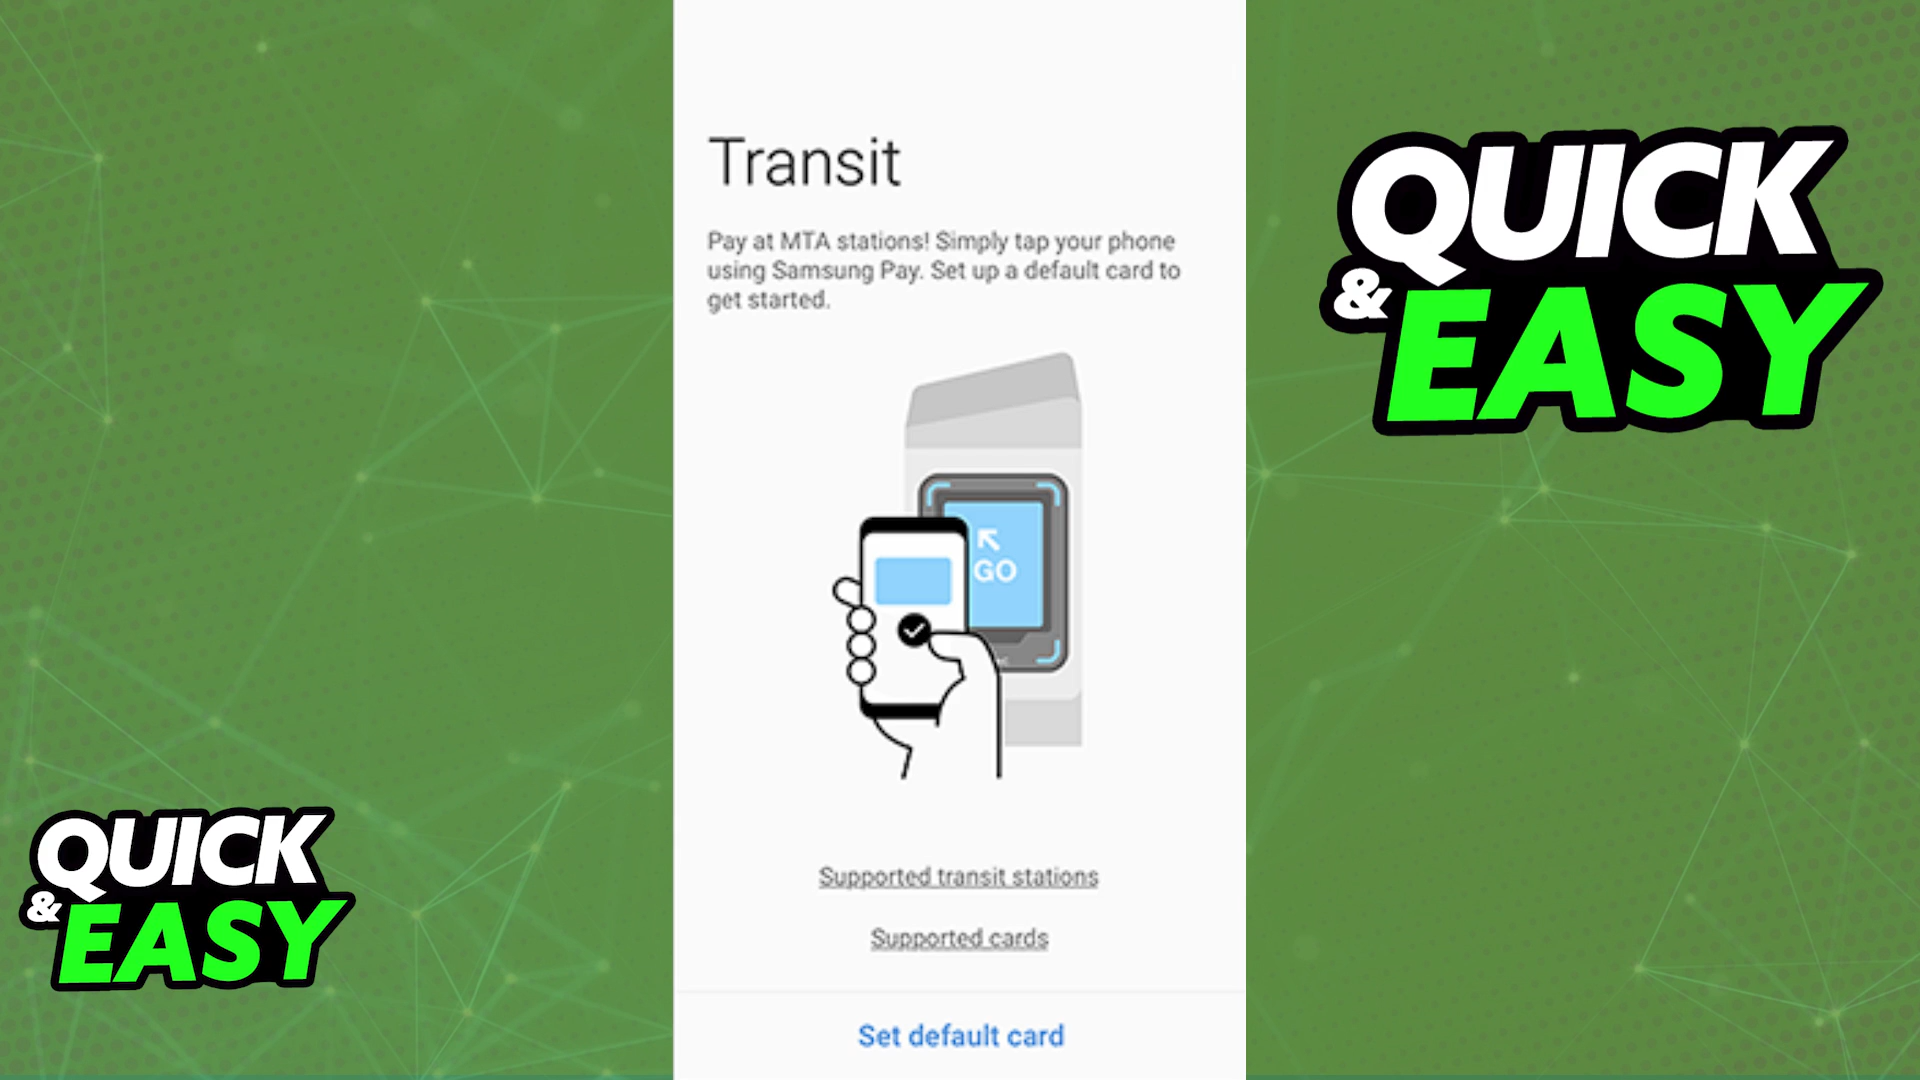 Transit
Pay at MTA stations! Simply tap your phone
using Samsung Pay. Set up a default card to
get started.
GO
Supported transit stations
Supported cards
Set default card
QUICK
& EASY
QUICK
& EASY